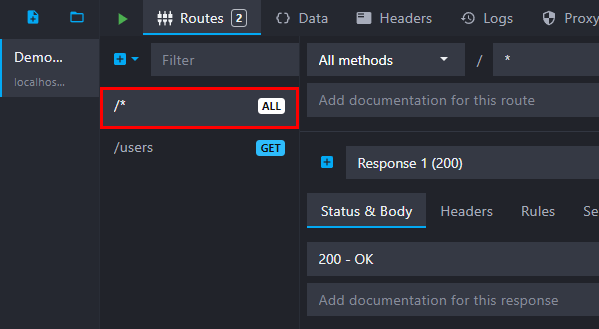 Routes 2 Data Headers Logs Proxy
Demo...
localhos...
Filter
All methods / *
/* ALL
Add documentation for this route
/users GET
Response 1 (200)
Status & Body Headers Rules Se
200 - OK
Add documentation for this response